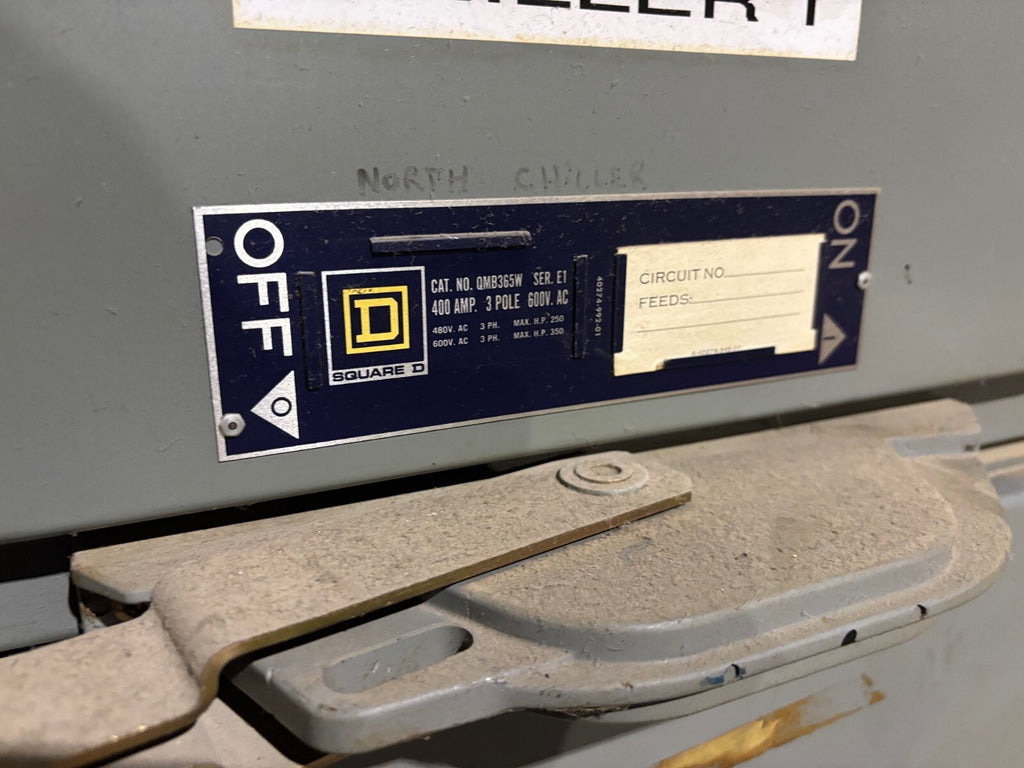 NORTH CHILLER
OFF
O
D
SQUARE D
CAT. NO. QMB365W SER. E1
400 AMP. 3 POLE 600V. AC
480V. AC 3 PH. MAX. H.P. 250
600V. AC 3 PH. MAX. H.P. 350
40274-992-01
CIRCUIT NO.
FEEDS:
ON
I